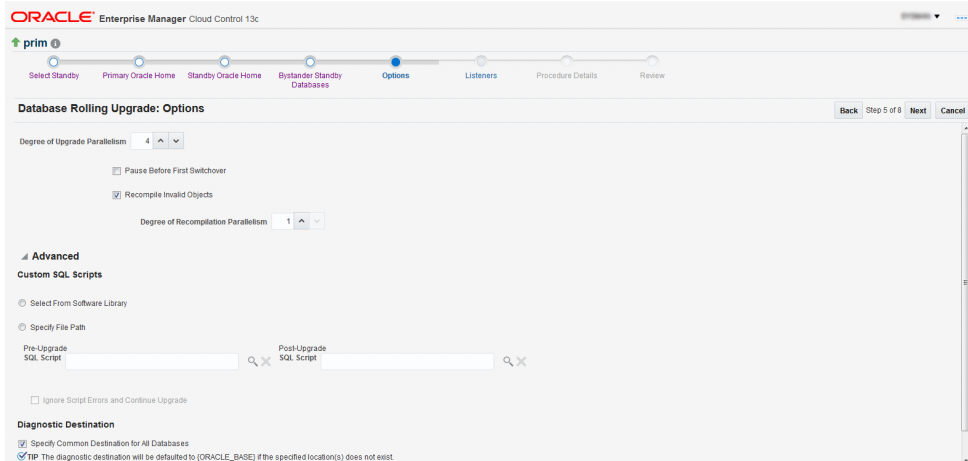 ORACLE Enterprise Manager Cloud Control 13c
prim
Select Standby
Primary Oracle Home
Standby Oracle Home
Bystander Standby
Databases
Options
Listeners
Procedure Details
Review
Database Rolling Upgrade: Options
Back Step 5 of 8 Next Cancel
Degree of Upgrade Parallelism 4
Pause Before First Switchover
Recompile Invalid Objects
Degree of Recompilation Parallelism 1
Advanced
Custom SQL Scripts
Select From Software Library
Specify File Path
Pre-Upgrade
SQL Script
Post-Upgrade
SQL Script
Ignore Script Errors and Continue Upgrade
Diagnostic Destination
Specify Common Destination for All Databases
TIP The diagnostic destination will be defaulted to {ORACLE_BASE} if the specified location(s) does not exist.